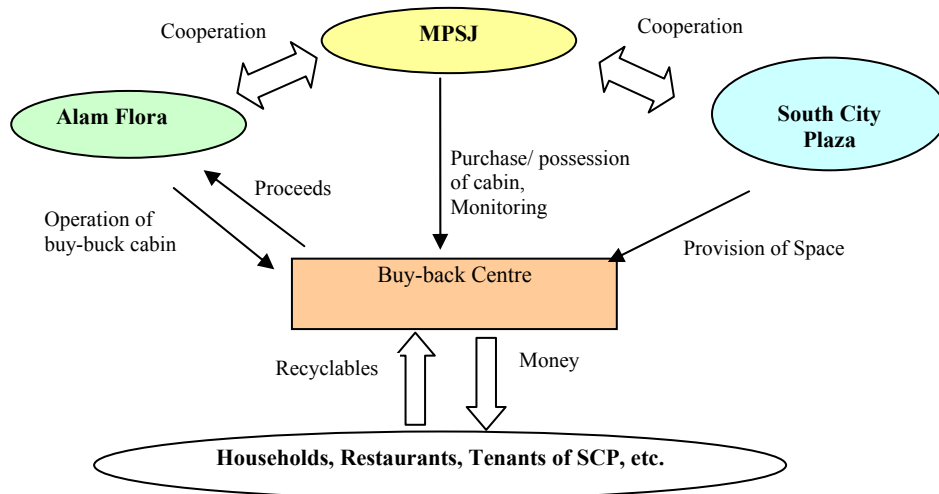 Cooperation
MPSJ
Cooperation
Alam Flora
South City
Plaza
Purchase/ possession
of cabin,
Monitoring
Proceeds
Operation of
buy-buck cabin
Provision of Space
Buy-back Centre
Recyclables
Money
Households, Restaurants, Tenants of SCP, etc.